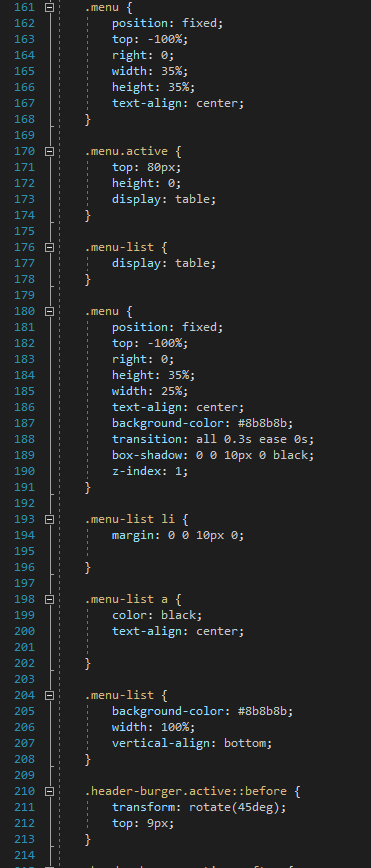 161 .menu {
162 position: fixed;
163 top: -100%;
164 right: 0;
165 width: 35%;
166 height: 35%;
167 text-align: center;
168 }
169
170 .menu.active {
171 top: 80px;
172 height: 0;
173 display: table;
174 }
175
176 .menu-list {
177 display: table;
178 }
179
180 .menu {
181 position: fixed;
182 top: -100%;
183 right: 0;
184 height: 35%;
185 width: 25%;
186 text-align: center;
187 background-color: #8b8b8b;
188 transition: all 0.3s ease 0s;
189 box-shadow: 0 0 10px 0 black;
190 z-index: 1;
191 }
192
193 .menu-list li {
194 margin: 0 0 10px 0;
195
196 }
197
198 .menu-list a {
199 color: black;
200 text-align: center;
201
202 }
203
204 .menu-list {
205 background-color: #8b8b8b;
206 width: 100%;
207 vertical-align: bottom;
208 }
209
210 .header-burger.active::before {
211 transform: rotate(45deg);
212 top: 9px;
213 }
214